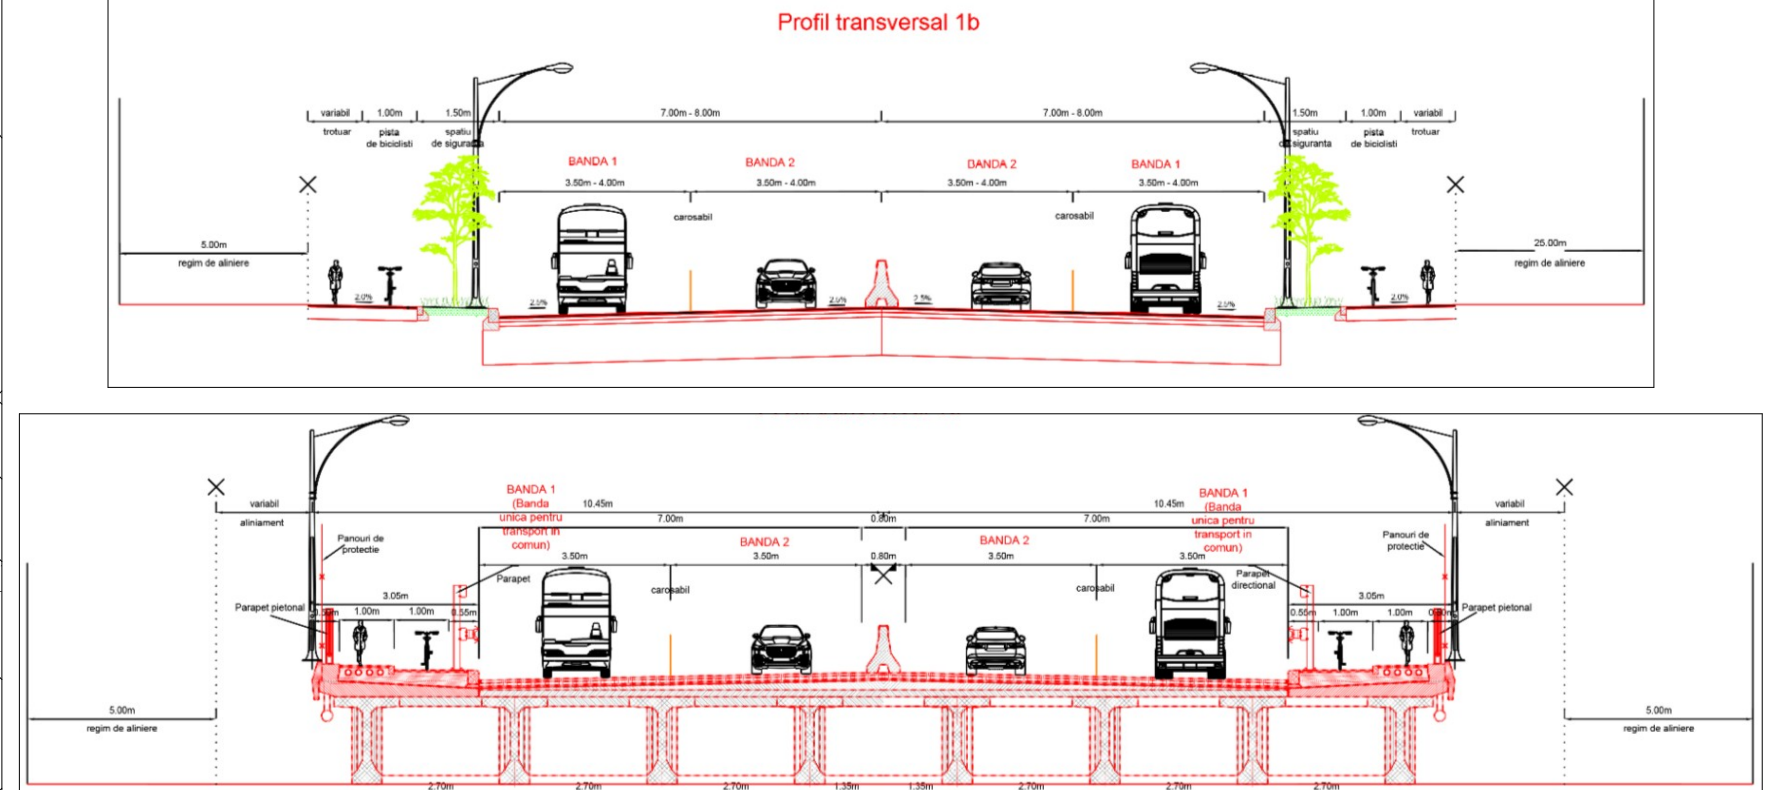 Profil transversal 1b
variabil 1.00m 1.50m 7.00m - 8.00m 7.00m - 8.00m 1.50m 1.00m variabil
trotuar pista de biciclisti spatiu de siguranta spatiu de siguranta pista de biciclisti trotuar
BANDA 1 BANDA 2 BANDA 2 BANDA 1
3.50m - 4.00m 3.50m - 4.00m 3.50m - 4.00m 3.50m - 4.00m
carosabil carosabil
5.00m 25.00m
regim de aliniere regim de aliniere
2.0% 2.5% 2.5% 2.5% 2.5% 2.0%
BANDA 1 BANDA 1
(Banda (Banda
unica pentru unica pentru
transport in transport in
comun) comun)
variabil 10.45m 10.45m variabil
aliniament 7.00m 0.80m 7.00m aliniament
Panouri de protectie BANDA 2 BANDA 2 Panouri de protectie
3.50m 3.50m 0.80m 3.50m 3.50m
Parapet carosabil carosabil Parapet directional
3.05m 3.05m
Parapet pietonal 1.00m 1.00m 0.55m 0.55m 1.00m 1.00m Parapet pietonal
5.00m 5.00m
regim de aliniere regim de aliniere
2.70m 2.70m 2.70m 1.35m 1.35m 2.70m 2.70m 2.70m